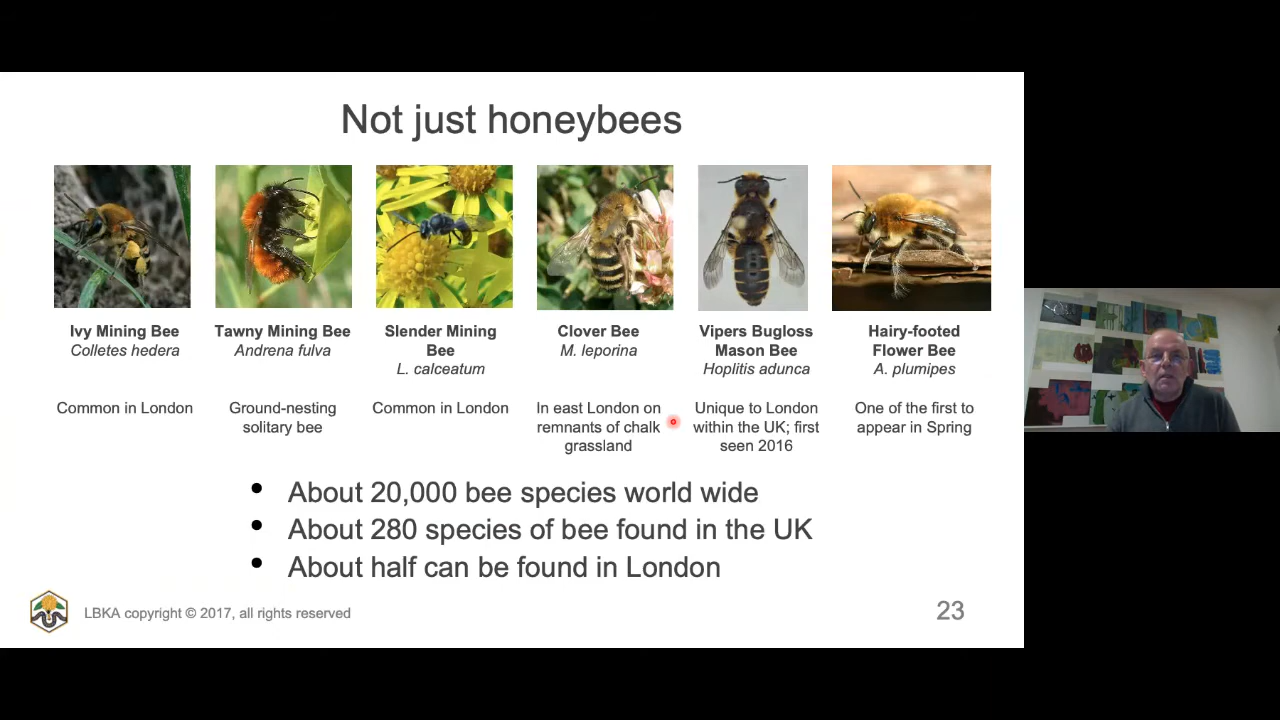 Not just honeybees
Ivy Mining Bee
Colletes hedera
Common in London
Tawny Mining Bee
Andrena fulva
Ground-nesting
solitary bee
Slender Mining
Bee
L. calceatum
Common in London
Clover Bee
M. leporina
In east London on
remnants of chalk
grassland
Vipers Bugloss
Mason Bee
Hoplitis adunca
Unique to London
within the UK; first
seen 2016
Hairy-footed
Flower Bee
A. plumipes
One of the first to
appear in Spring
• About 20,000 bee species world wide
• About 280 species of bee found in the UK
• About half can be found in London
LBKA copyright © 2017, all rights reserved
23